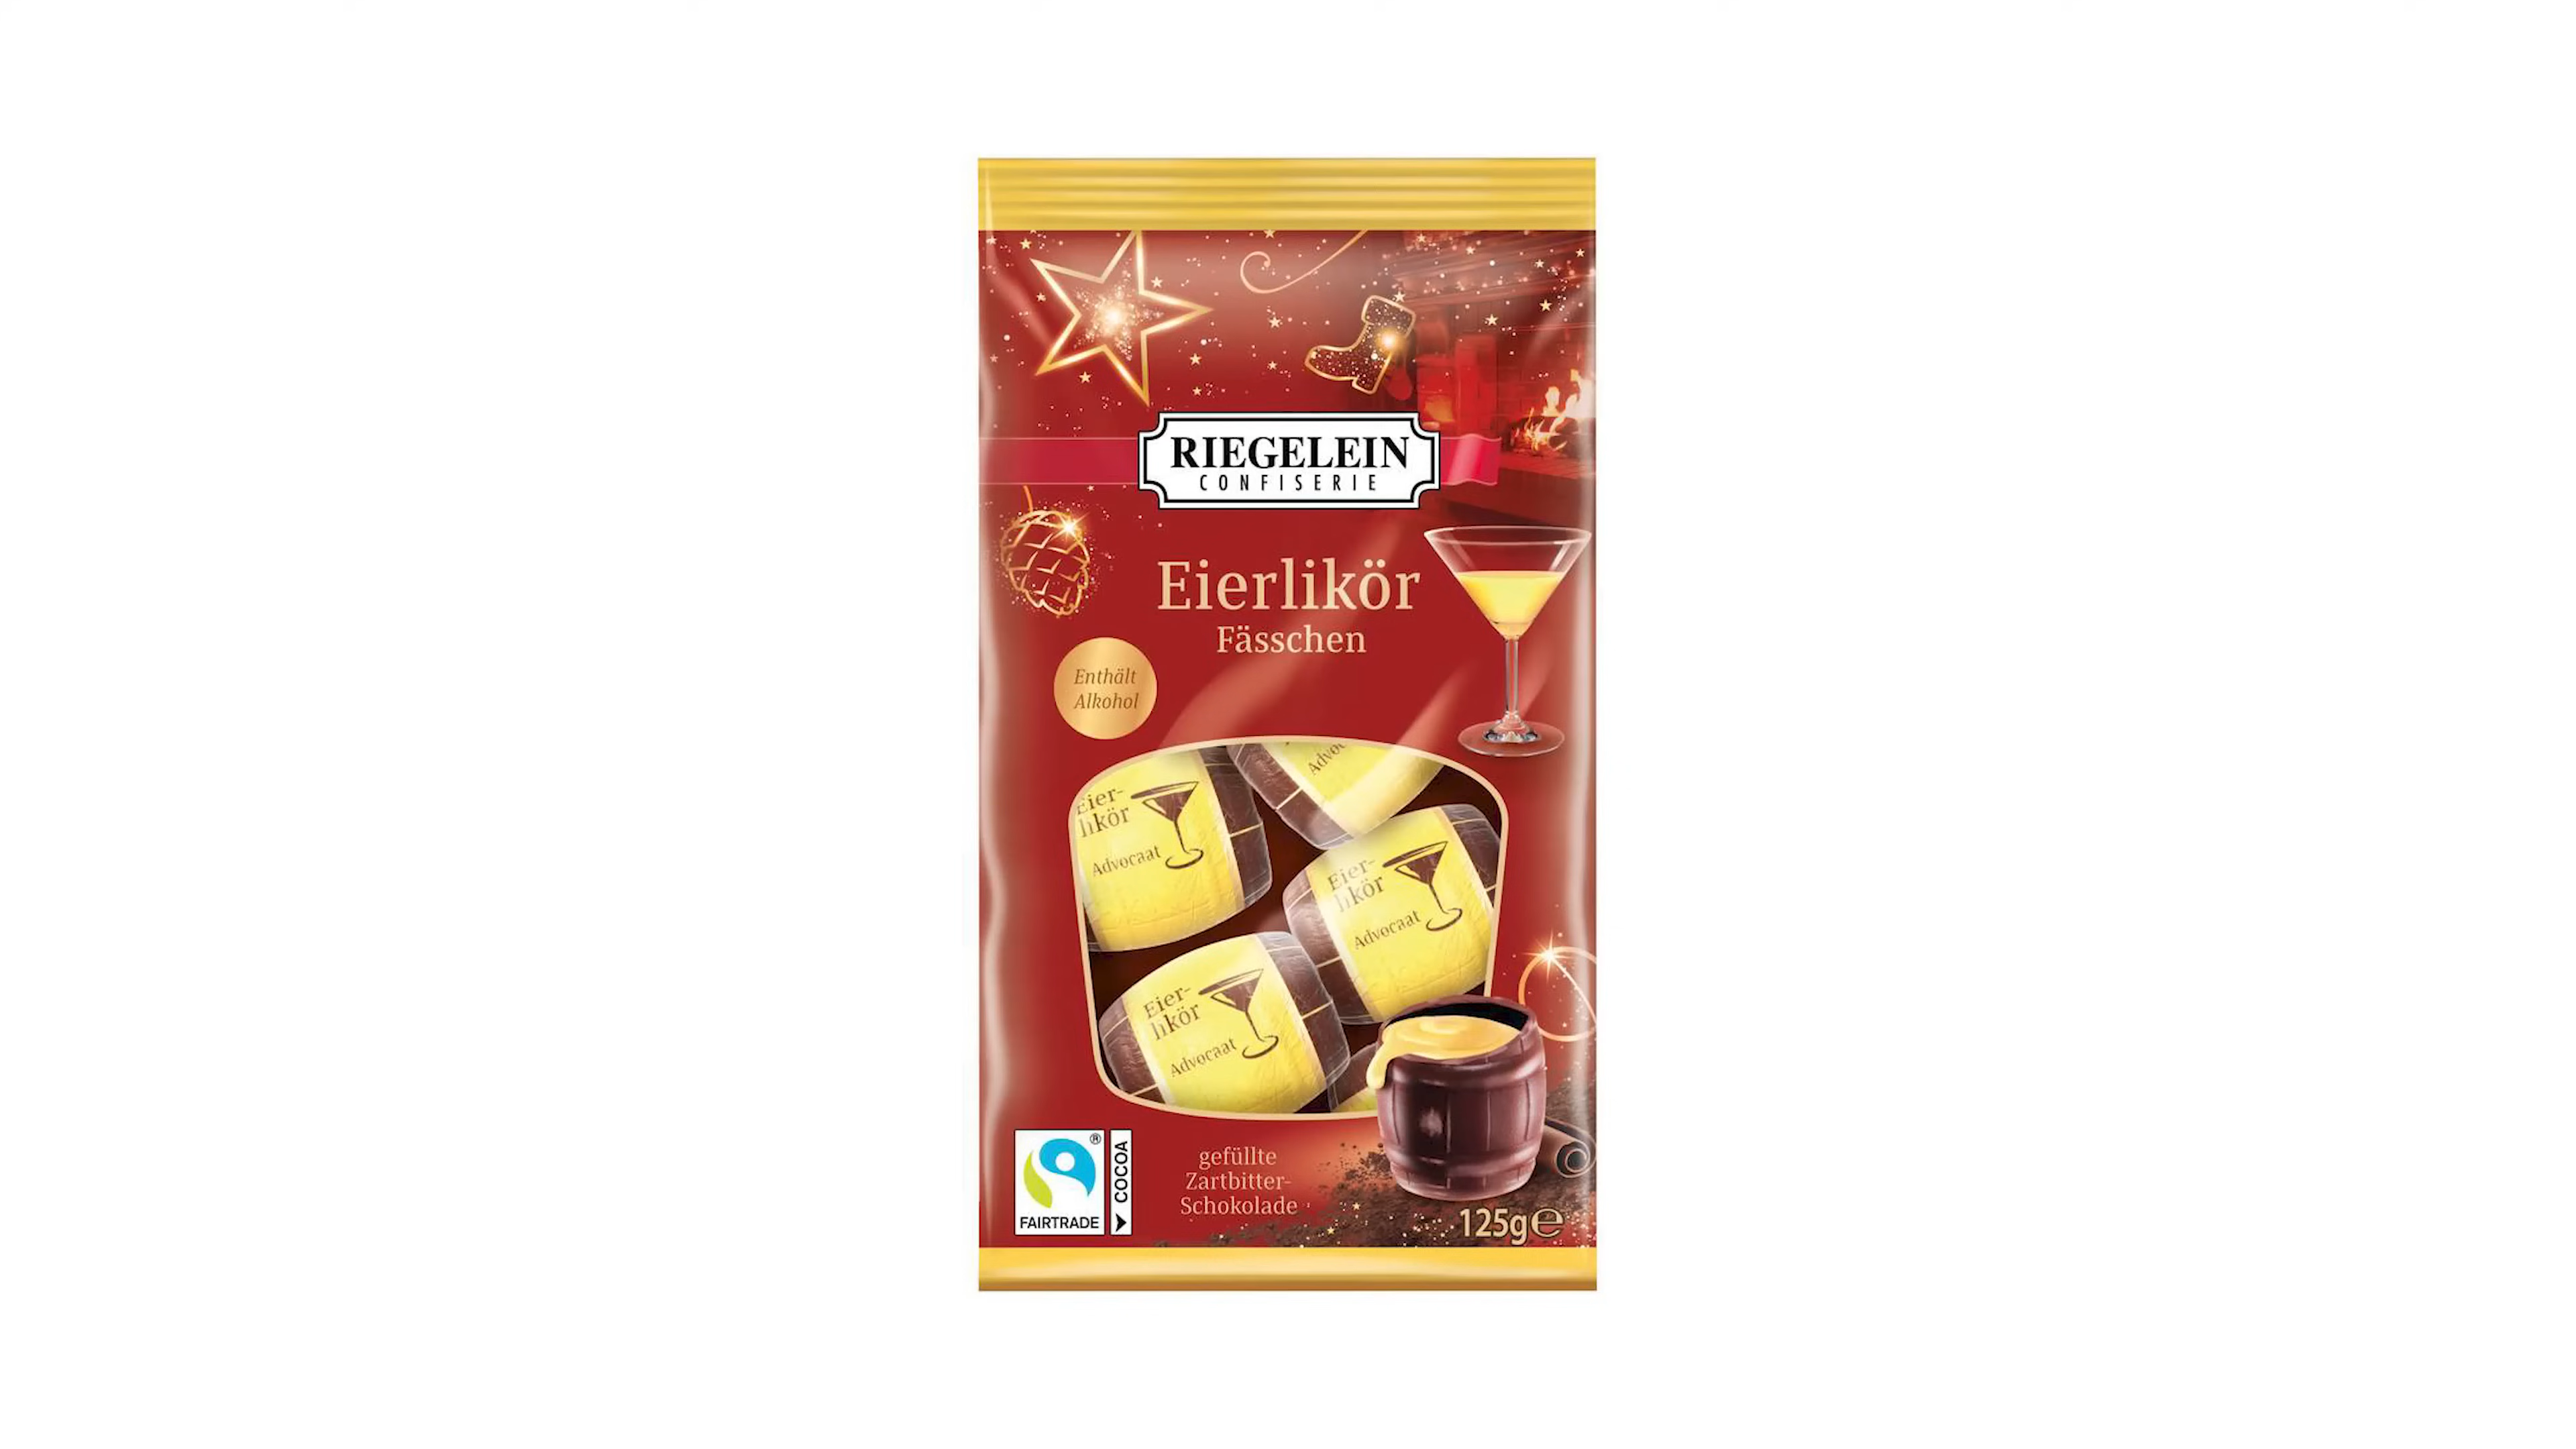 RIEGELEIN
CONFISERIE
Eierlikör
Fässchen
Enthält
Alkohol
Eier-
likör
Advocaat
Eier-
likör
Advocaat
Eier-
likör
Advocaat
®
FAIRTRADE
COCOA
gefüllte
Zartbitter-
Schokolade
125g℮